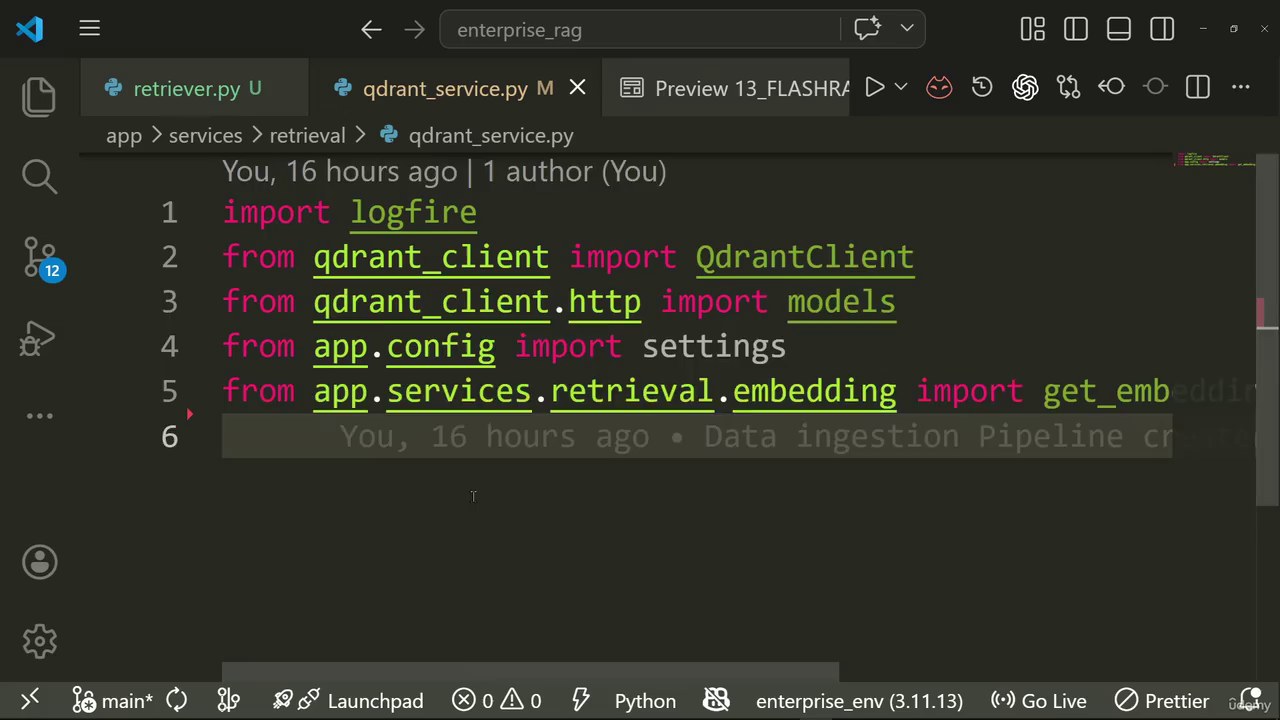 enterprise_rag
retriever.py U
qdrant_service.py M
Preview 13_FLASHRA
app > services > retrieval > qdrant_service.py
You, 16 hours ago | 1 author (You)
1 import logfire
2 from qdrant_client import QdrantClient
3 from qdrant_client.http import models
4 from app.config import settings
5 from app.services.retrieval.embedding import get_embeddin
6 You, 16 hours ago • Data ingestion Pipeline cre
12
main* Launchpad 0 0 Python enterprise_env (3.11.13) Go Live Prettier
udemy